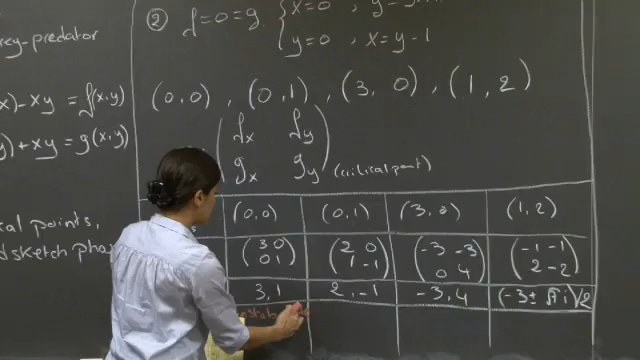 ② f=0=g { x=0 , y=
y=0 , x=y-1
rey-predator
x)-xy = f(x,y)
(0,0) , (0,1) , (3, 0) , (1, 2)
y)+xy = g(x,y)
( fx fy
gx gy ) (critical point)
cal points,
d sketch pha
(0,0) (0,1) (3,0) (1,2)
(3 0 (2 0 (-3 -3 (-1 -1
0 1) 1 -1) 0 4) 2 -2)
3, 1 2, -1 -3, 4 (-3± √7 i)/2